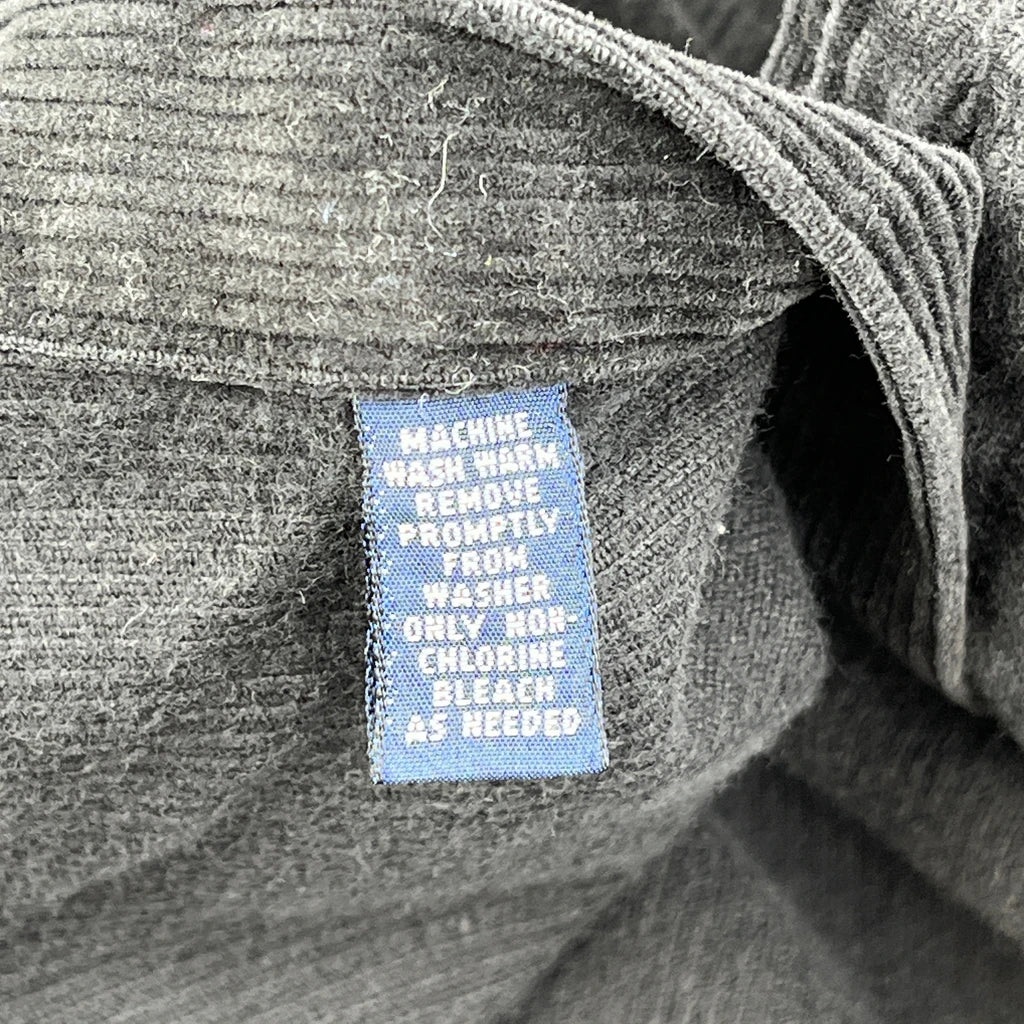 MACHINE
WASH WARM
REMOVE
PROMPTLY
FROM
WASHER
ONLY NON-
CHLORINE
BLEACH
AS NEEDED